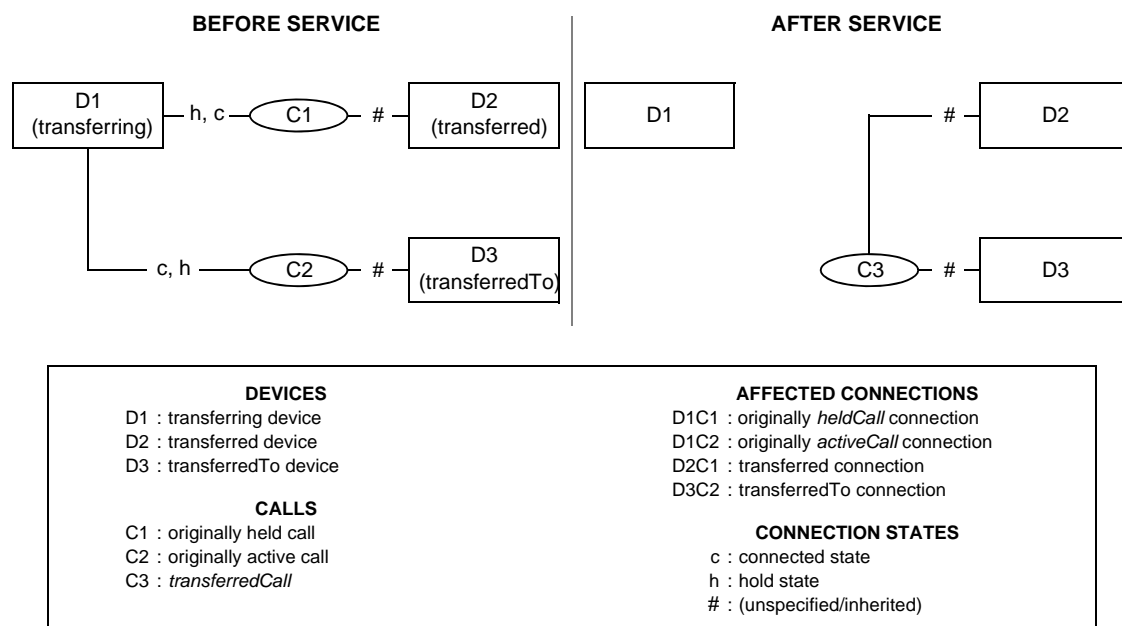 BEFORE SERVICE
AFTER SERVICE
D1
(transferring)
h, c
C1
#
D2
(transferred)
D1
#
D2
c, h
C2
#
D3
(transferredTo)
C3
#
D3
DEVICES
D1 : transferring device
D2 : transferred device
D3 : transferredTo device
CALLS
C1 : originally held call
C2 : originally active call
C3 : transferredCall
AFFECTED CONNECTIONS
D1C1 : originally heldCall connection
D1C2 : originally activeCall connection
D2C1 : transferred connection
D3C2 : transferredTo connection
CONNECTION STATES
c : connected state
h : hold state
# : (unspecified/inherited)